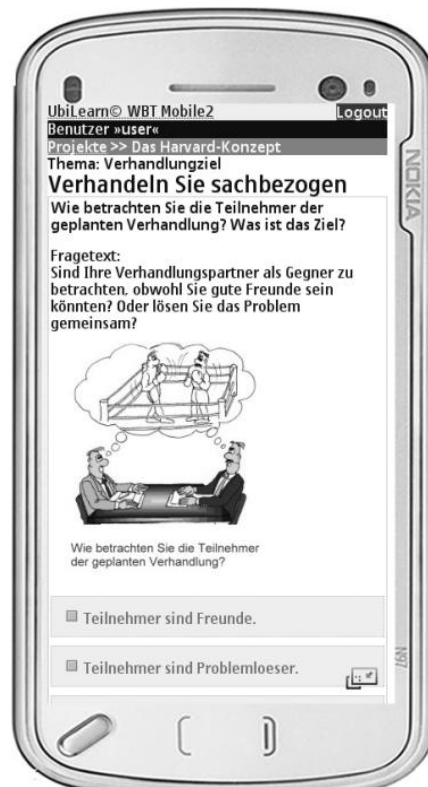 UbiLearn© WBT Mobile2 Logout
Benutzer »user«
Projekte >> Das Harvard-Konzept
Thema: Verhandlungziel
Verhandeln Sie sachbezogen
Wie betrachten Sie die Teilnehmer der
geplanten Verhandlung? Was ist das Ziel?
Fragetext:
Sind Ihre Verhandlungspartner als Gegner zu
betrachten, obwohl Sie gute Freunde sein
könnten? Oder lösen Sie das Problem
gemeinsam?
Wie betrachten Sie die Teilnehmer
der geplanten Verhandlung?
Teilnehmer sind Freunde.
Teilnehmer sind Problemloeser.
NOKIA
N97